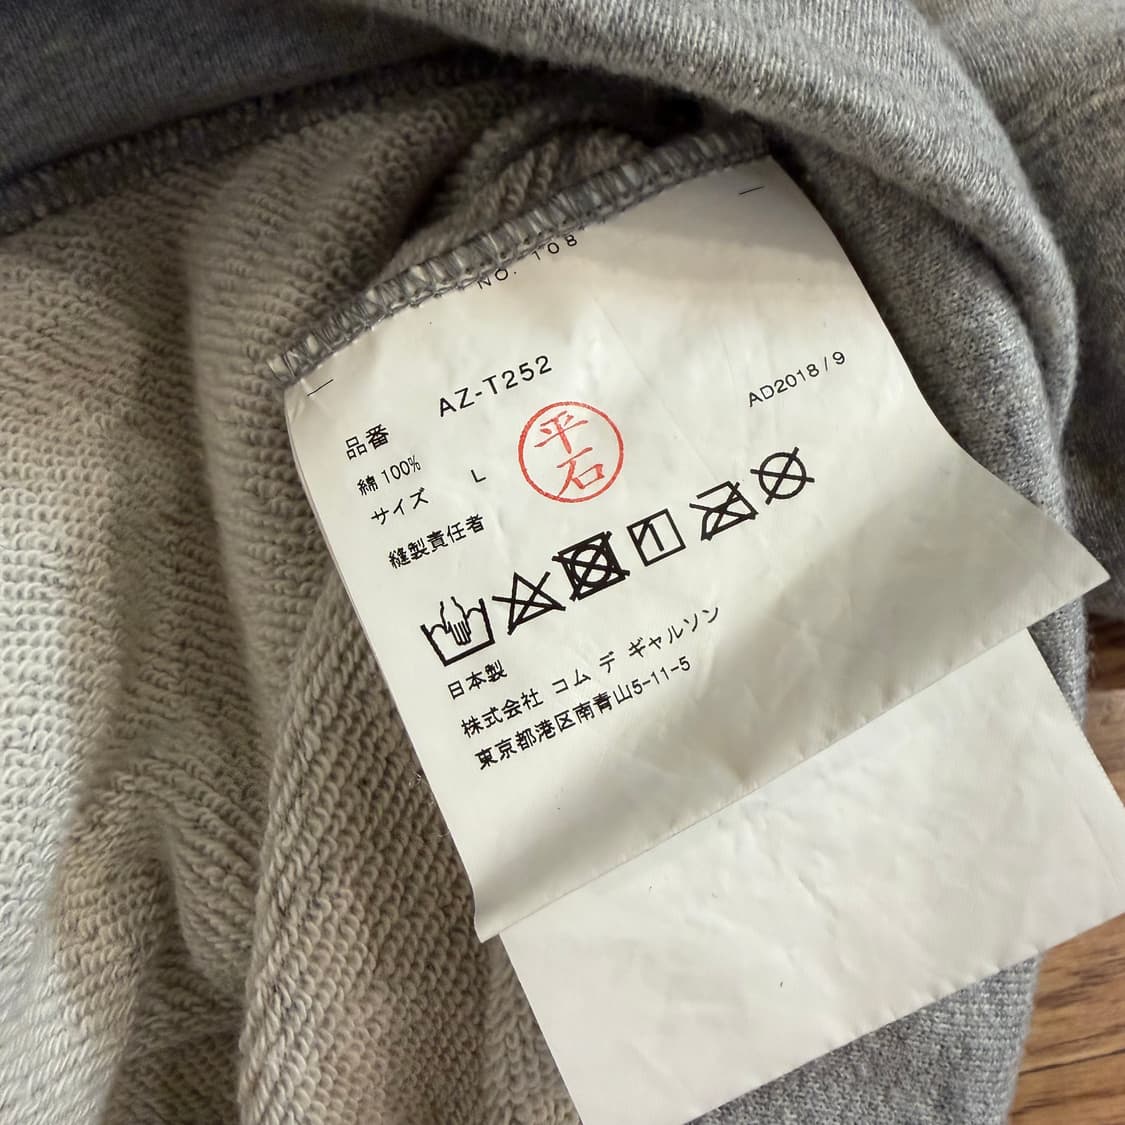 NO. 108
品番 AZ-T252
AD2018/9
綿 100%
サイズ L
平石
縫製責任者
日本製
株式会社 コム デ ギャルソン
東京都港区南青山5-11-5